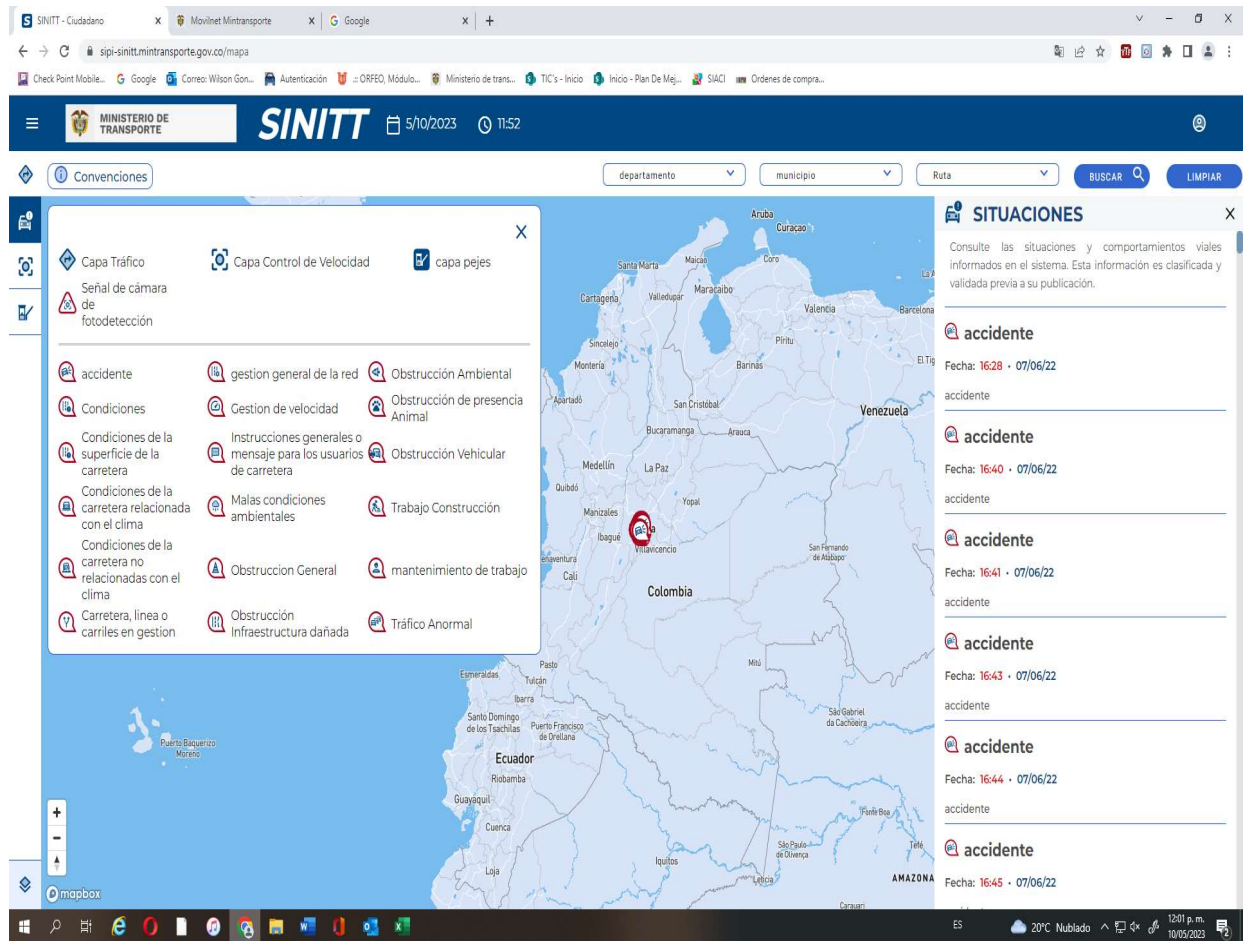 SINITT - Ciudadano
Movilnet Mintransporte
Google
sipi-sinitt.mintransporte.gov.co/mapa
Check Point Mobile...
Google
Correo: Wilson Gon...
Autenticación
.:: ORFEO, Módulo...
Ministerio de trans...
TIC's - Inicio
Inicio - Plan De Mej...
SIACI
Ordenes de compra...
MINISTERIO DE
TRANSPORTE
SINITT
5/10/2023
11:52
Convenciones
departamento
municipio
Ruta
BUSCAR
LIMPIAR
X
Capa Tráfico
Capa Control de Velocidad
capa pejes
Señal de cámara
de
fotodetección
accidente
gestion general de la red
Obstrucción Ambiental
Condiciones
Gestion de velocidad
Obstrucción de presencia
Animal
Condiciones de la
superficie de la
carretera
Instrucciones generales o
mensaje para los usuarios
de carretera
Obstrucción Vehicular
Condiciones de la
carretera relacionada
con el clima
Malas condiciones
ambientales
Trabajo Construcción
Condiciones de la
carretera no
relacionadas con el
clima
Obstruccion General
mantenimiento de trabajo
Carretera, linea o
carriles en gestion
Obstrucción
Infraestructura dañada
Tráfico Anormal
Aruba
Curaçao
Santa Marta
Maicao
Coro
Cartagena
Valledupar
Maracaibo
Valencia
Barcelona
Sincelejo
Píritu
Montería
Barinas
El Tig
Apartadó
San Cristóbal
Venezuela
Bucaramanga
Arauca
Medellín
La Paz
Quibdó
Yopal
Manizales
Ibagué
Villavicencio
San Fernando
de Atabapo
enaventura
Cali
Colombia
Pasto
Mitú
Esmeraldas
Tulcán
Ibarra
Santo Domingo
de los Tsachilas
Puerto Francisco
de Orellana
São Gabriel
da Cachoeira
Puerto Baquerizo
Moreno
Ecuador
Riobamba
Guayaquil
Cuenca
Fonte Boa
São Paulo
de Olivença
Tefé
Iquitos
Loja
Leticia
AMAZONA
Carauari
mapbox
SITUACIONES
X
Consulte las situaciones y comportamientos viales
informados en el sistema. Esta información es clasificada y
validada previa a su publicación.
accidente
Fecha: 16:28 • 07/06/22
accidente
accidente
Fecha: 16:40 • 07/06/22
accidente
accidente
Fecha: 16:41 • 07/06/22
accidente
accidente
Fecha: 16:43 • 07/06/22
accidente
accidente
Fecha: 16:44 • 07/06/22
accidente
accidente
Fecha: 16:45 • 07/06/22
ES
20°C Nublado
12:01 p. m.
10/05/2023